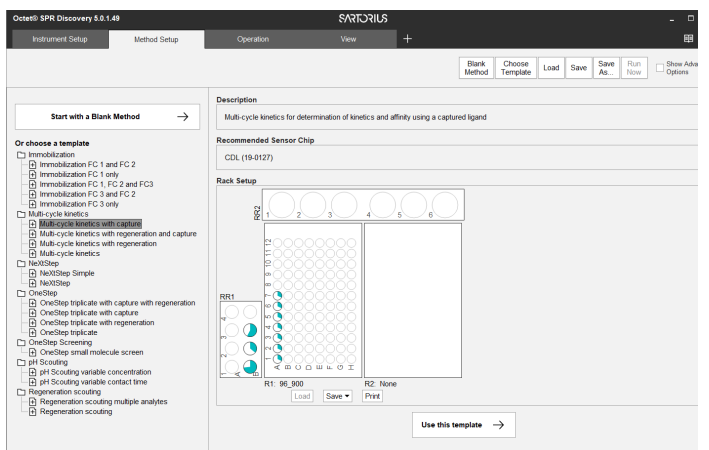 Octet® SPR Discovery 5.0.1.49
SARTORIUS
Instrument Setup
Method Setup
Operation
View
+
Blank Method
Choose Template
Load
Save
Save As...
Run Now
Show Adva
Options
Start with a Blank Method
Or choose a template
Immobilization
Immobilization FC 1 and FC 2
Immobilization FC 1 only
Immobilization FC 1, FC 2 and FC3
Immobilization FC 3 and FC 2
Immobilization FC 3 only
Multi-cycle kinetics
Multi-cycle kinetics with capture
Multi-cycle kinetics with regeneration and capture
Multi-cycle kinetics with regeneration
Multi-cycle kinetics
NeXtStep
NeXtStep Simple
NeXtStep
OneStep
OneStep triplicate with capture with regeneration
OneStep triplicate with capture
OneStep triplicate with regeneration
OneStep triplicate
OneStep Screening
OneStep small molecule screen
pH Scouting
pH Scouting variable concentration
pH Scouting variable contact time
Regeneration scouting
Regeneration scouting multiple analytes
Regeneration scouting
Description
Multi-cycle kinetics for determination of kinetics and affinity using a captured ligand
Recommended Sensor Chip
CDL (19-0127)
Rack Setup
RR2
1 2 3 4 5 6
12
11
10
9
8
7
6
5
4
3
2
1
A B C D E F G H
RR1
4
3
2
1
A B
R1: 96_900
R2: None
Load
Save
Print
Use this template